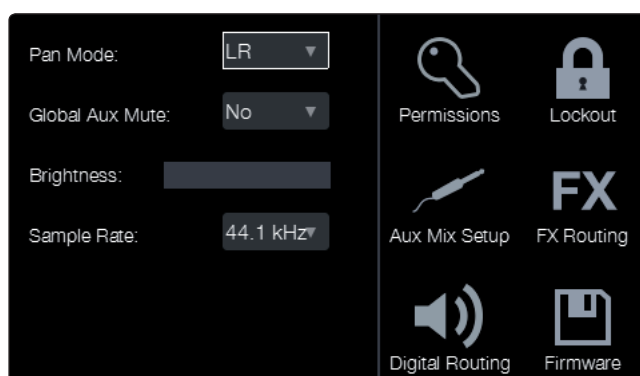 Pan Mode: LR
Global Aux Mute: No
Brightness:
Sample Rate: 44.1 kHz
Permissions Lockout
FX
Aux Mix Setup FX Routing
Digital Routing Firmware